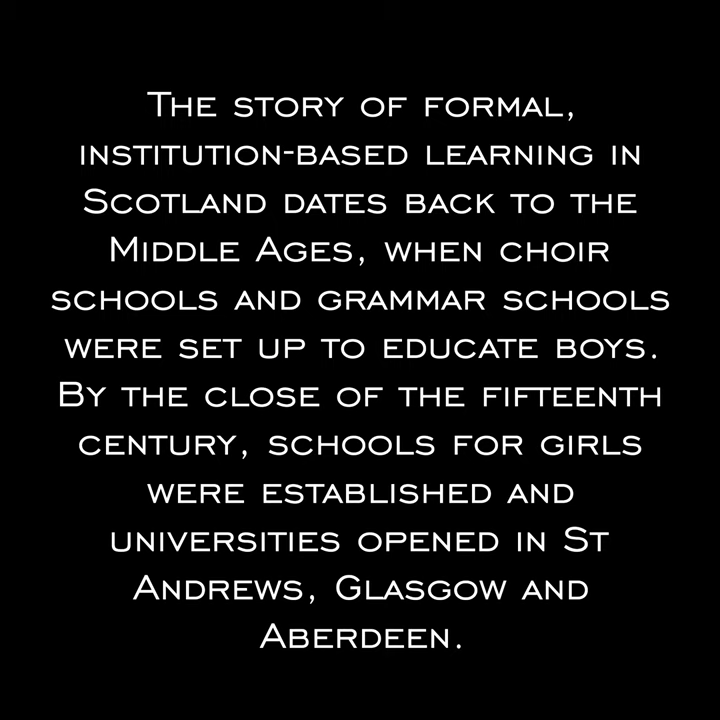 The story of formal,
institution-based learning in
Scotland dates back to the
Middle Ages, when choir
schools and grammar schools
were set up to educate boys.
By the close of the fifteenth
century, schools for girls
were established and
universities opened in St
Andrews, Glasgow and
Aberdeen.